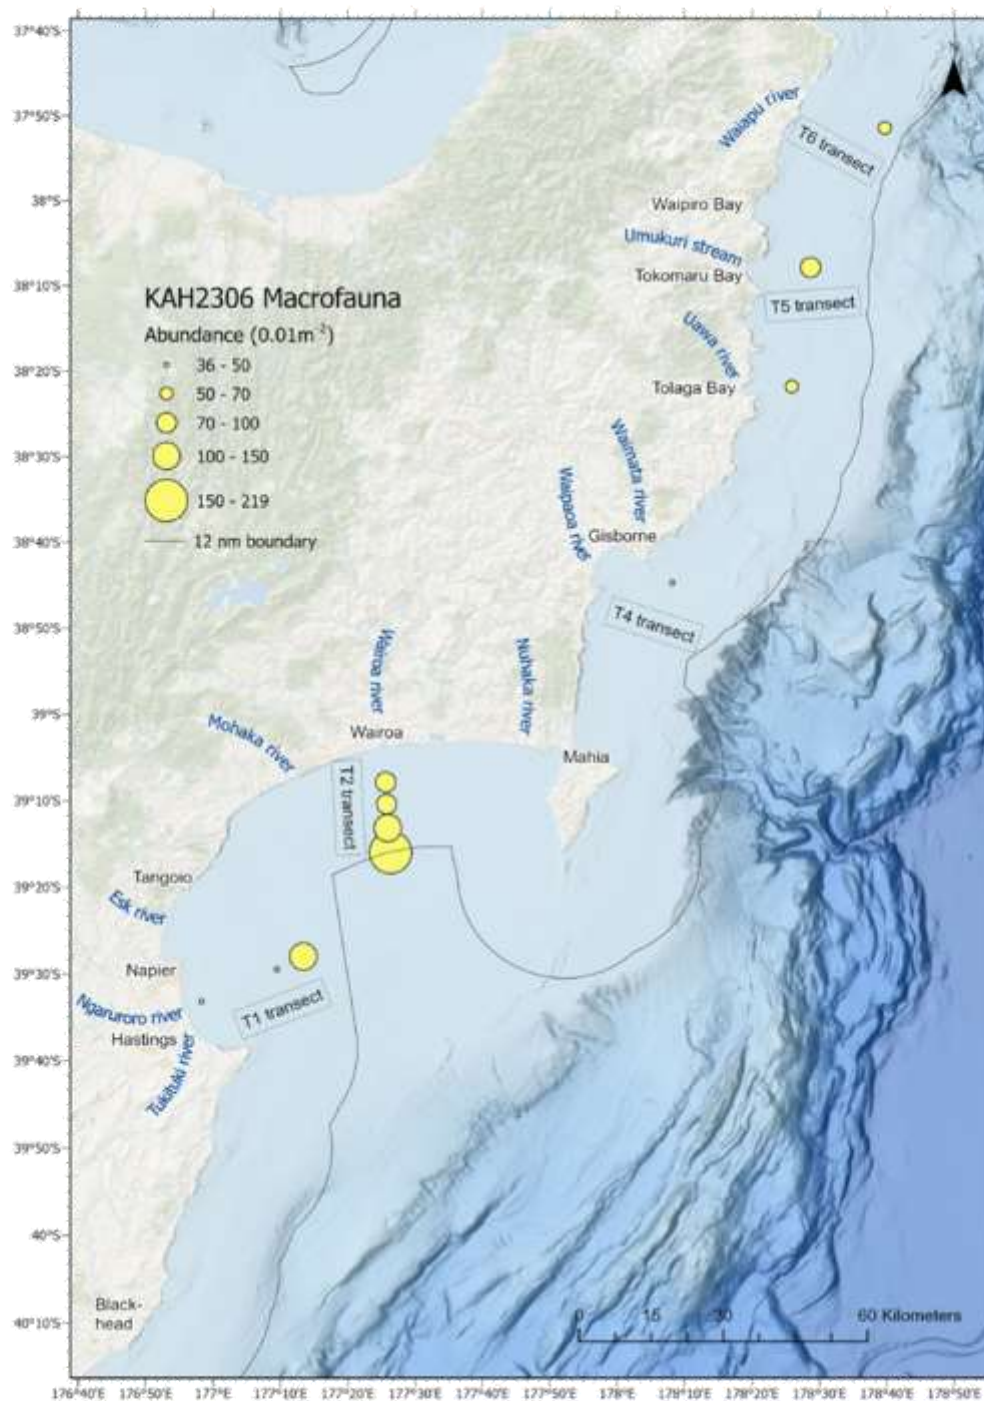 37°40'S
37°50'S
38°S
38°10'S
38°20'S
38°30'S
38°40'S
38°50'S
39°S
39°10'S
39°20'S
39°30'S
39°40'S
39°50'S
40°S
40°10'S
Waiapu river
T6 transect
Waipiro Bay
Umukuri stream
Tokomaru Bay
T5 transect
KAH2306 Macrofauna
Abundance (0.01m⁻²)
36 - 50
50 - 70
70 - 100
100 - 150
150 - 219
12 nm boundary
Uawa river
Tolaga Bay
Waimata river
Waipaoa river
Gisborne
T4 transect
Wairoa river
Nuhaka river
Mohaka river
Wairoa
Mahia
T2 transect
Tangoio
Esk river
Napier
Ngaruroro river
T1 transect
Hastings
Tukituki river
Black-
head
0 15 30 60 Kilometers
176°40'E 176°50'E 177°E 177°10'E 177°20'E 177°30'E 177°40'E 177°50'E 178°E 178°10'E 178°20'E 178°30'E 178°40'E 178°50'E